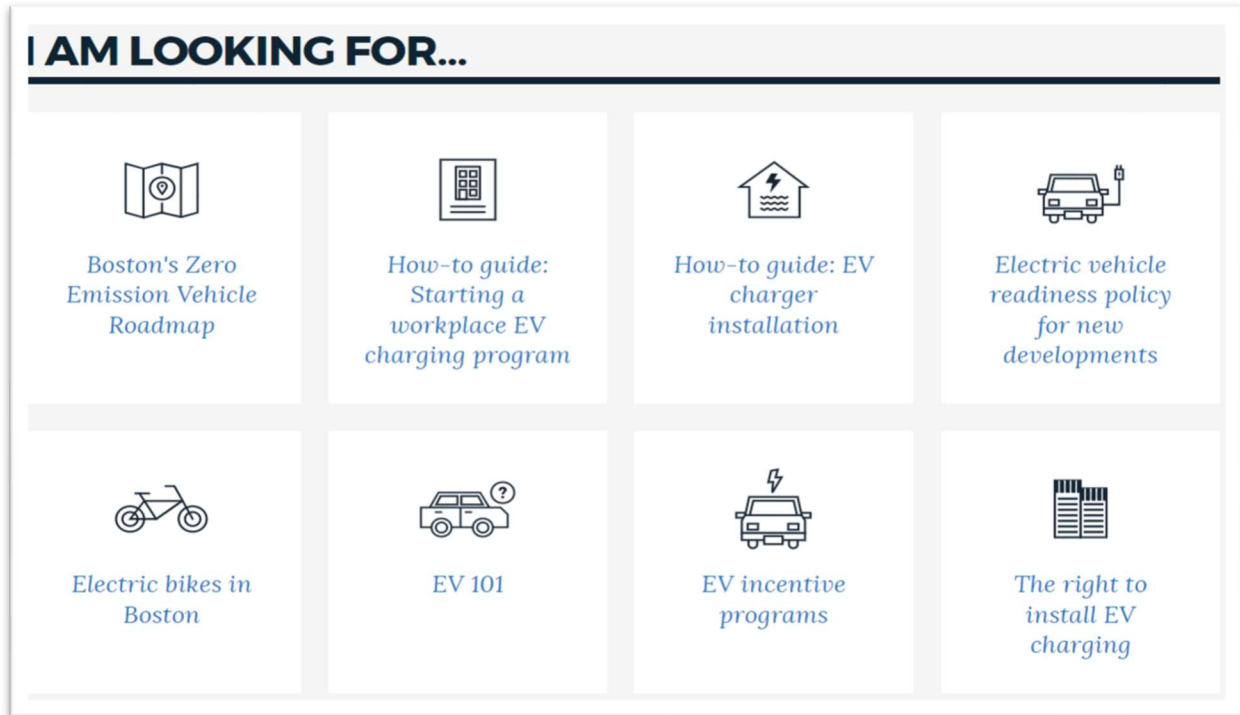 I AM LOOKING FOR...
Boston's Zero
Emission Vehicle
Roadmap
How-to guide:
Starting a
workplace EV
charging program
How-to guide: EV
charger
installation
Electric vehicle
readiness policy
for new
developments
Electric bikes in
Boston
?
EV 101
EV incentive
programs
The right to
install EV
charging